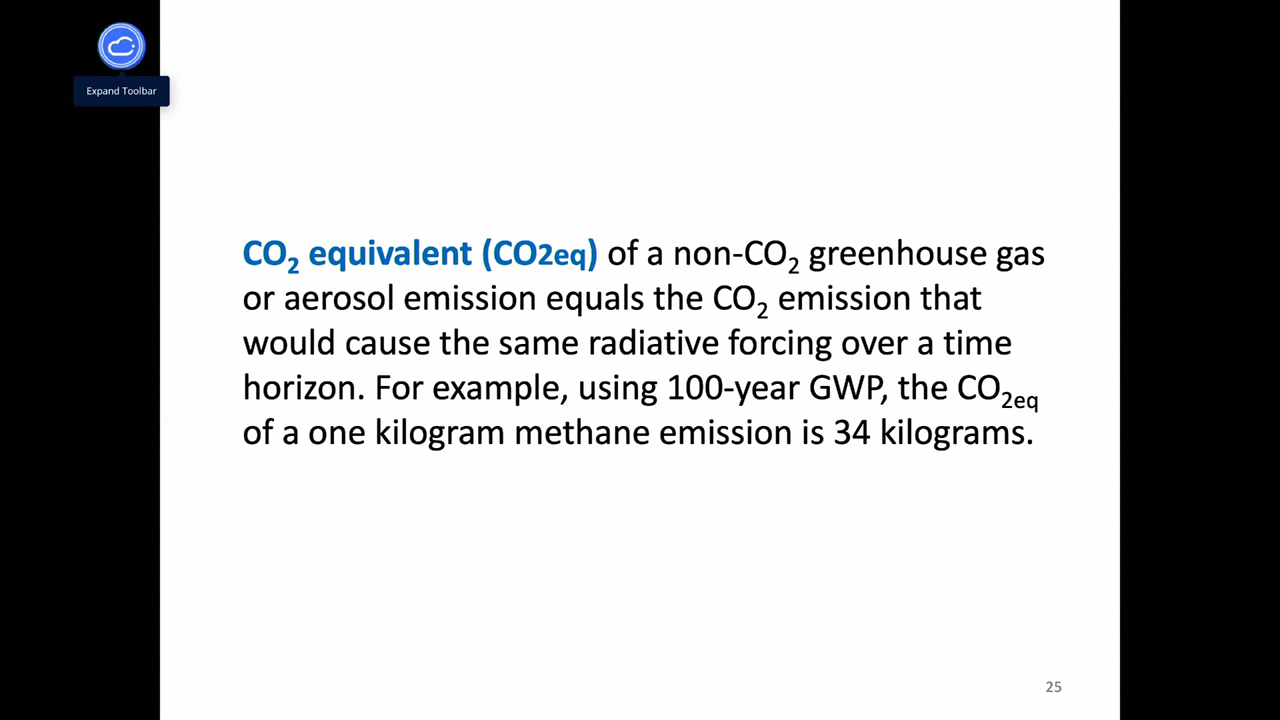 Expand Toolbar
CO₂ equivalent (CO2eq) of a non-CO₂ greenhouse gas
or aerosol emission equals the CO₂ emission that
would cause the same radiative forcing over a time
horizon. For example, using 100-year GWP, the CO₂eq
of a one kilogram methane emission is 34 kilograms.
25